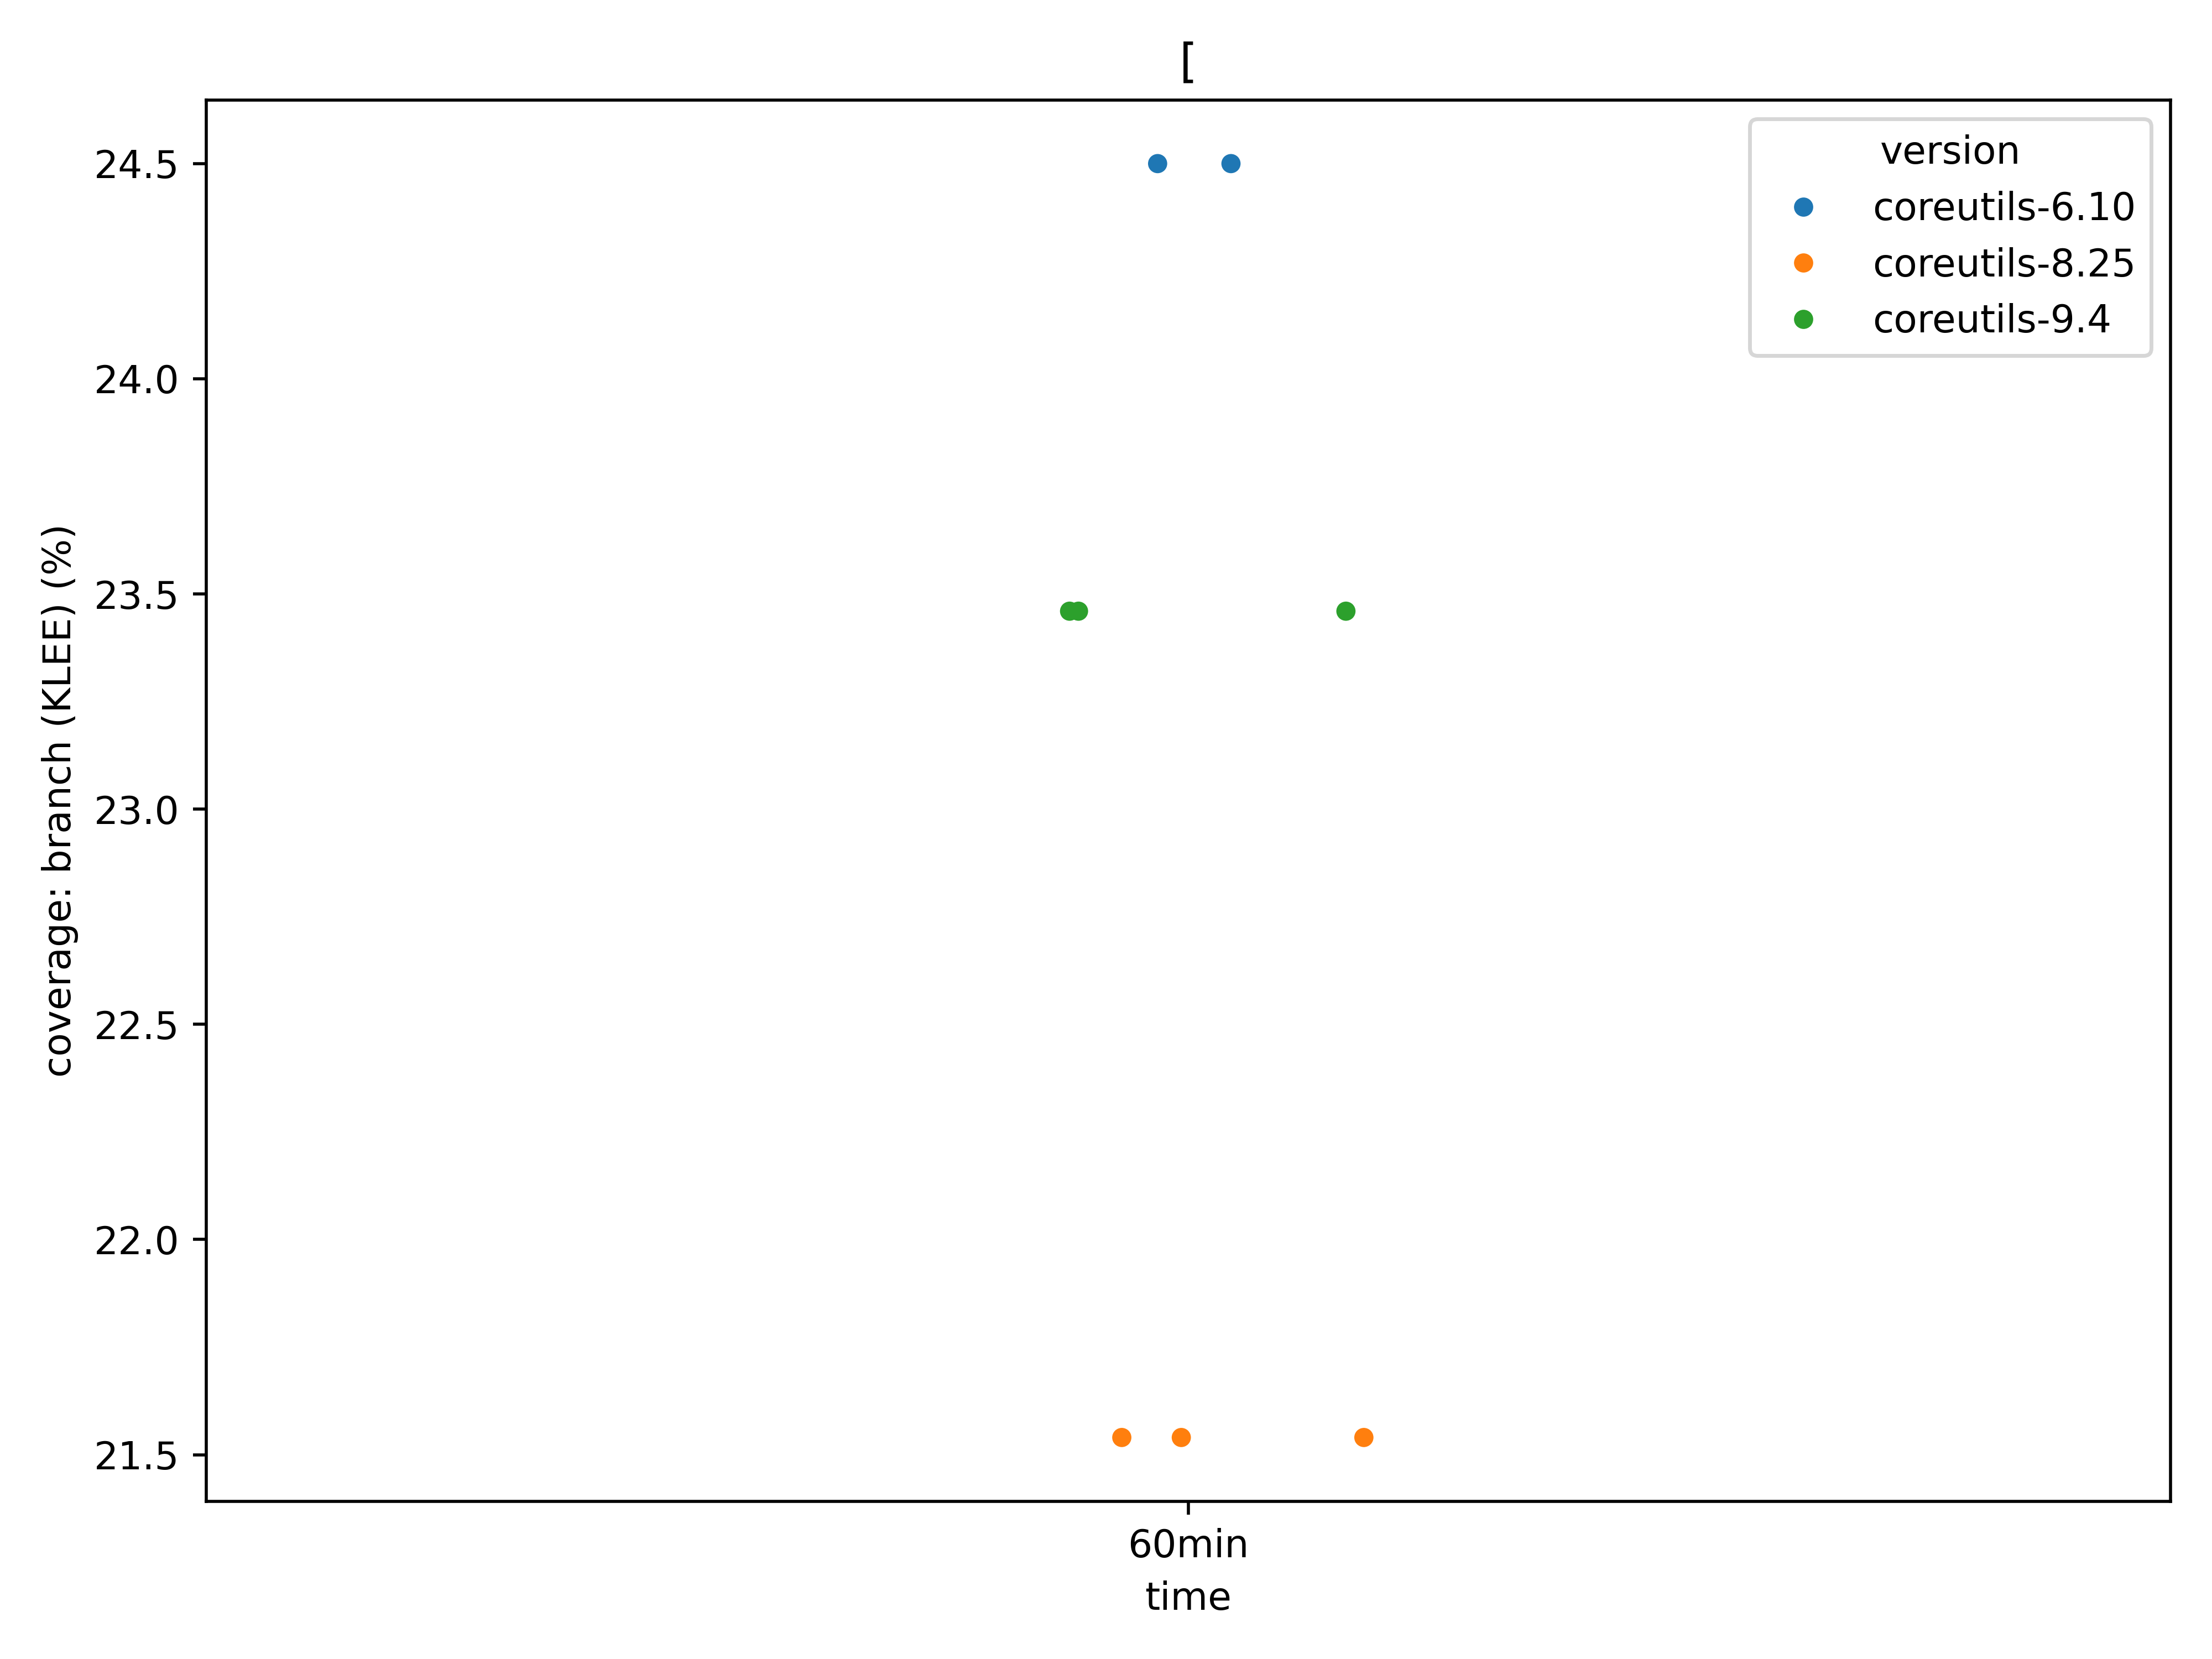 [
version
coreutils-6.10
coreutils-8.25
coreutils-9.4
coverage: branch (KLEE) (%)
24.5
24.0
23.5
23.0
22.5
22.0
21.5
60min
time